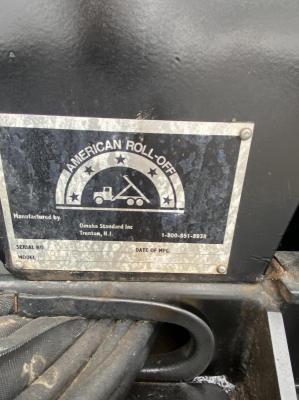 AMERICAN ROLL-OFF
Manufactured by:
Omaha Standard Inc
Trenton, N.J. 1-800-851-8938
SERIAL NO. DATE OF MFG.
MODEL